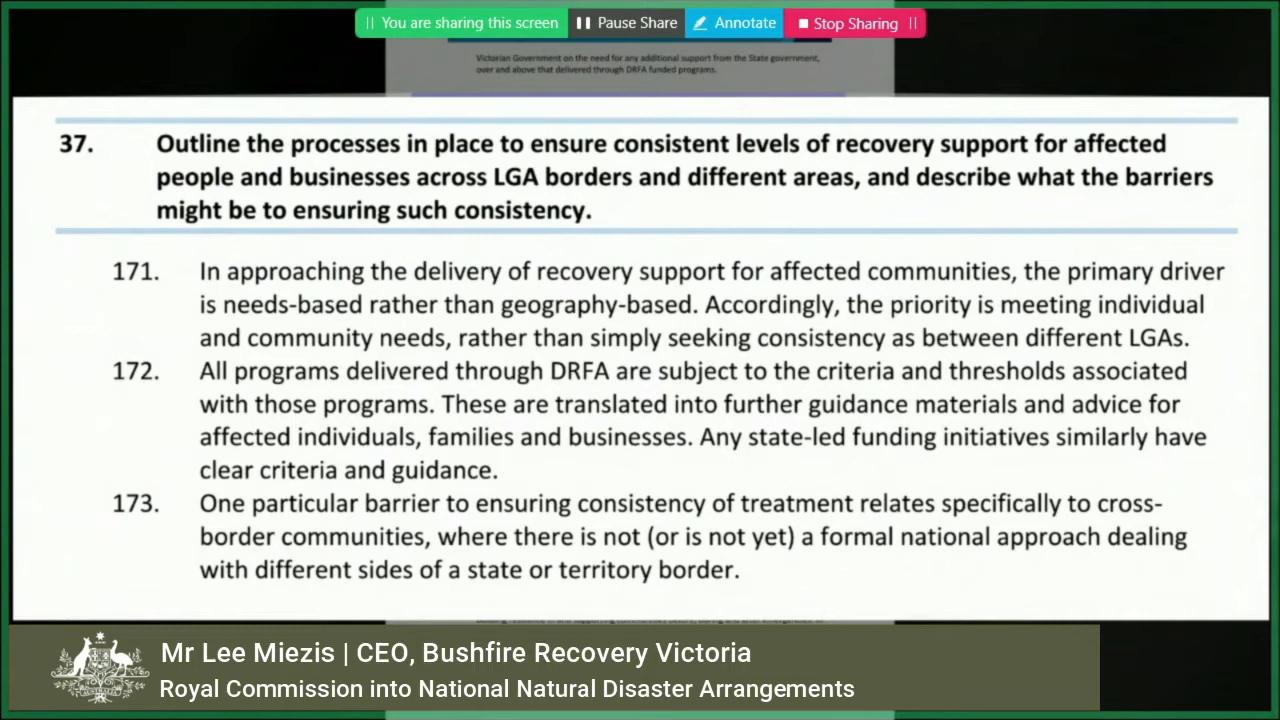 You are sharing this screen
Pause Share
Annotate
Stop Sharing
Victorian Government on the need for any additional support from the State government,
over and above that delivered through DRFA funded programs.
37. Outline the processes in place to ensure consistent levels of recovery support for affected
people and businesses across LGA borders and different areas, and describe what the barriers
might be to ensuring such consistency.
171. In approaching the delivery of recovery support for affected communities, the primary driver
is needs-based rather than geography-based. Accordingly, the priority is meeting individual
and community needs, rather than simply seeking consistency as between different LGAs.
172. All programs delivered through DRFA are subject to the criteria and thresholds associated
with those programs. These are translated into further guidance materials and advice for
affected individuals, families and businesses. Any state-led funding initiatives similarly have
clear criteria and guidance.
173. One particular barrier to ensuring consistency of treatment relates specifically to cross-
border communities, where there is not (or is not yet) a formal national approach dealing
with different sides of a state or territory border.
Mr Lee Miezis | CEO, Bushfire Recovery Victoria
Royal Commission into National Natural Disaster Arrangements